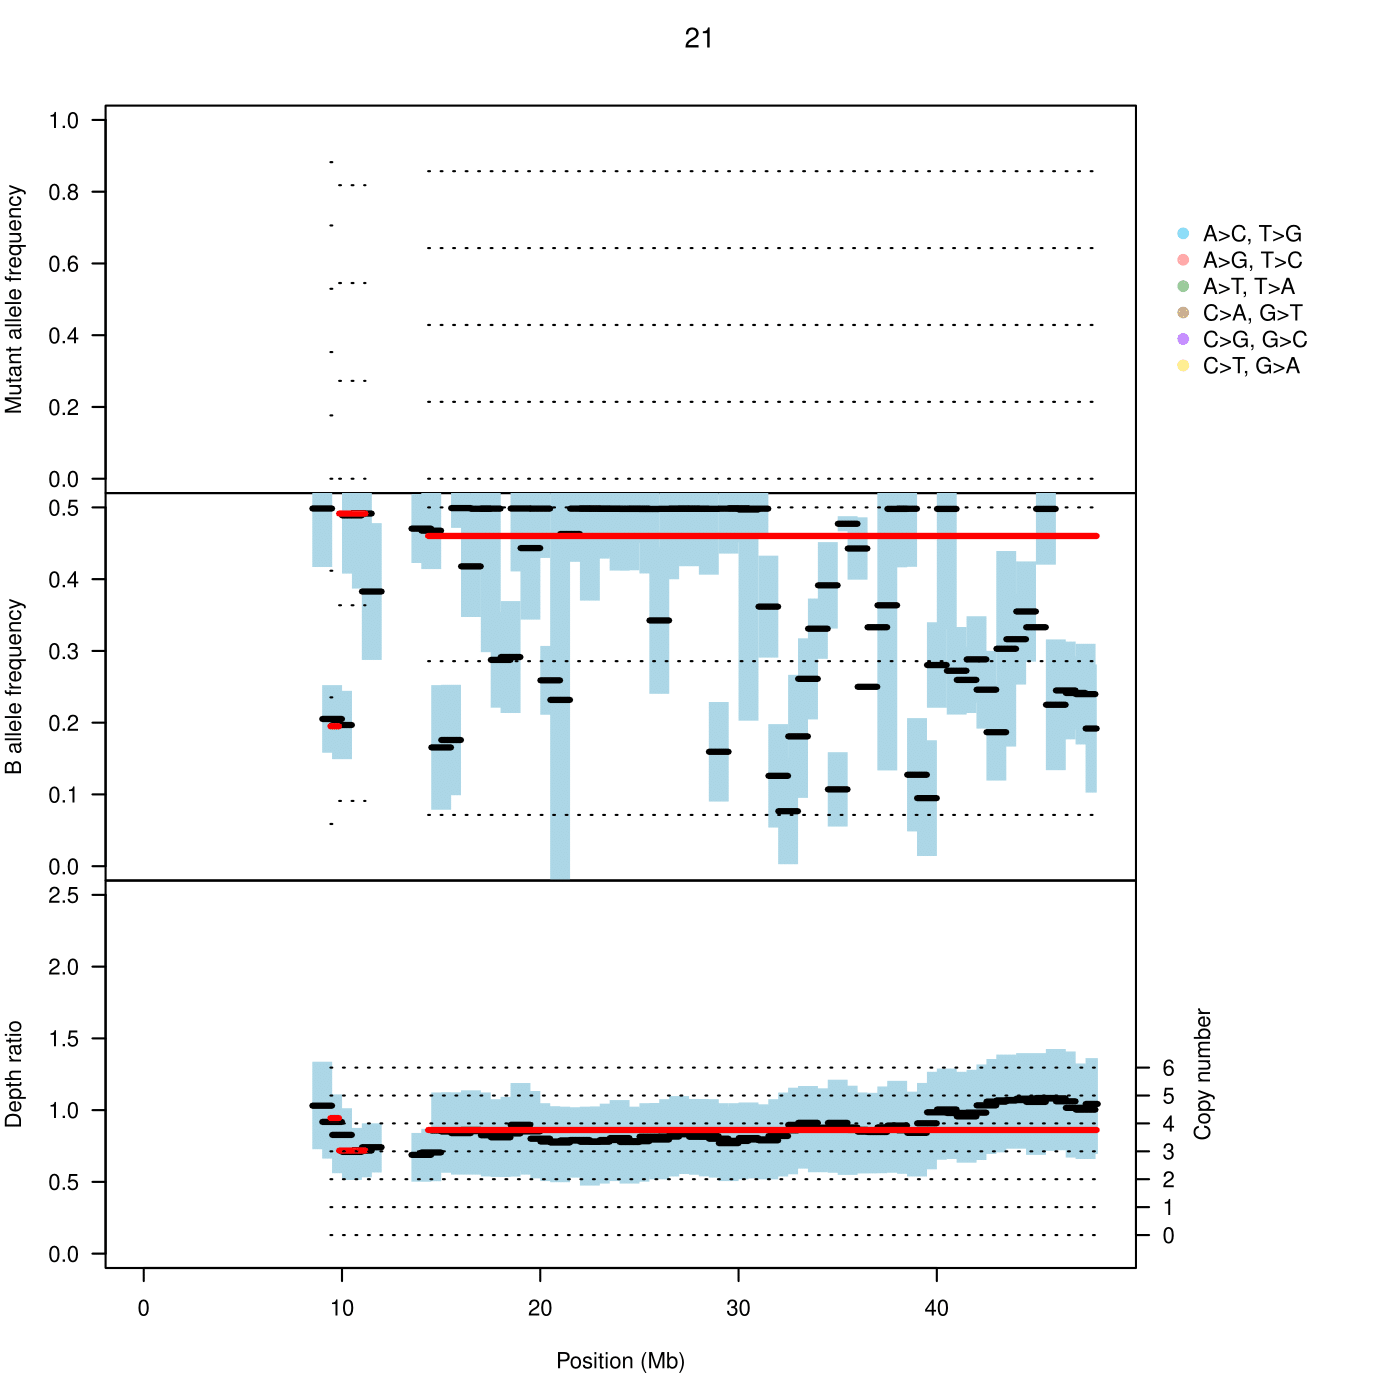 21
Mutant allele frequency
1.0
0.8
0.6
0.4
0.2
0.0
A>C, T>G
A>G, T>C
A>T, T>A
C>A, G>T
C>G, G>C
C>T, G>A
B allele frequency
0.5
0.4
0.3
0.2
0.1
0.0
Depth ratio
2.5
2.0
1.5
1.0
0.5
0.0
Copy number
6
5
4
3
2
1
0
0 10 20 30 40
Position (Mb)